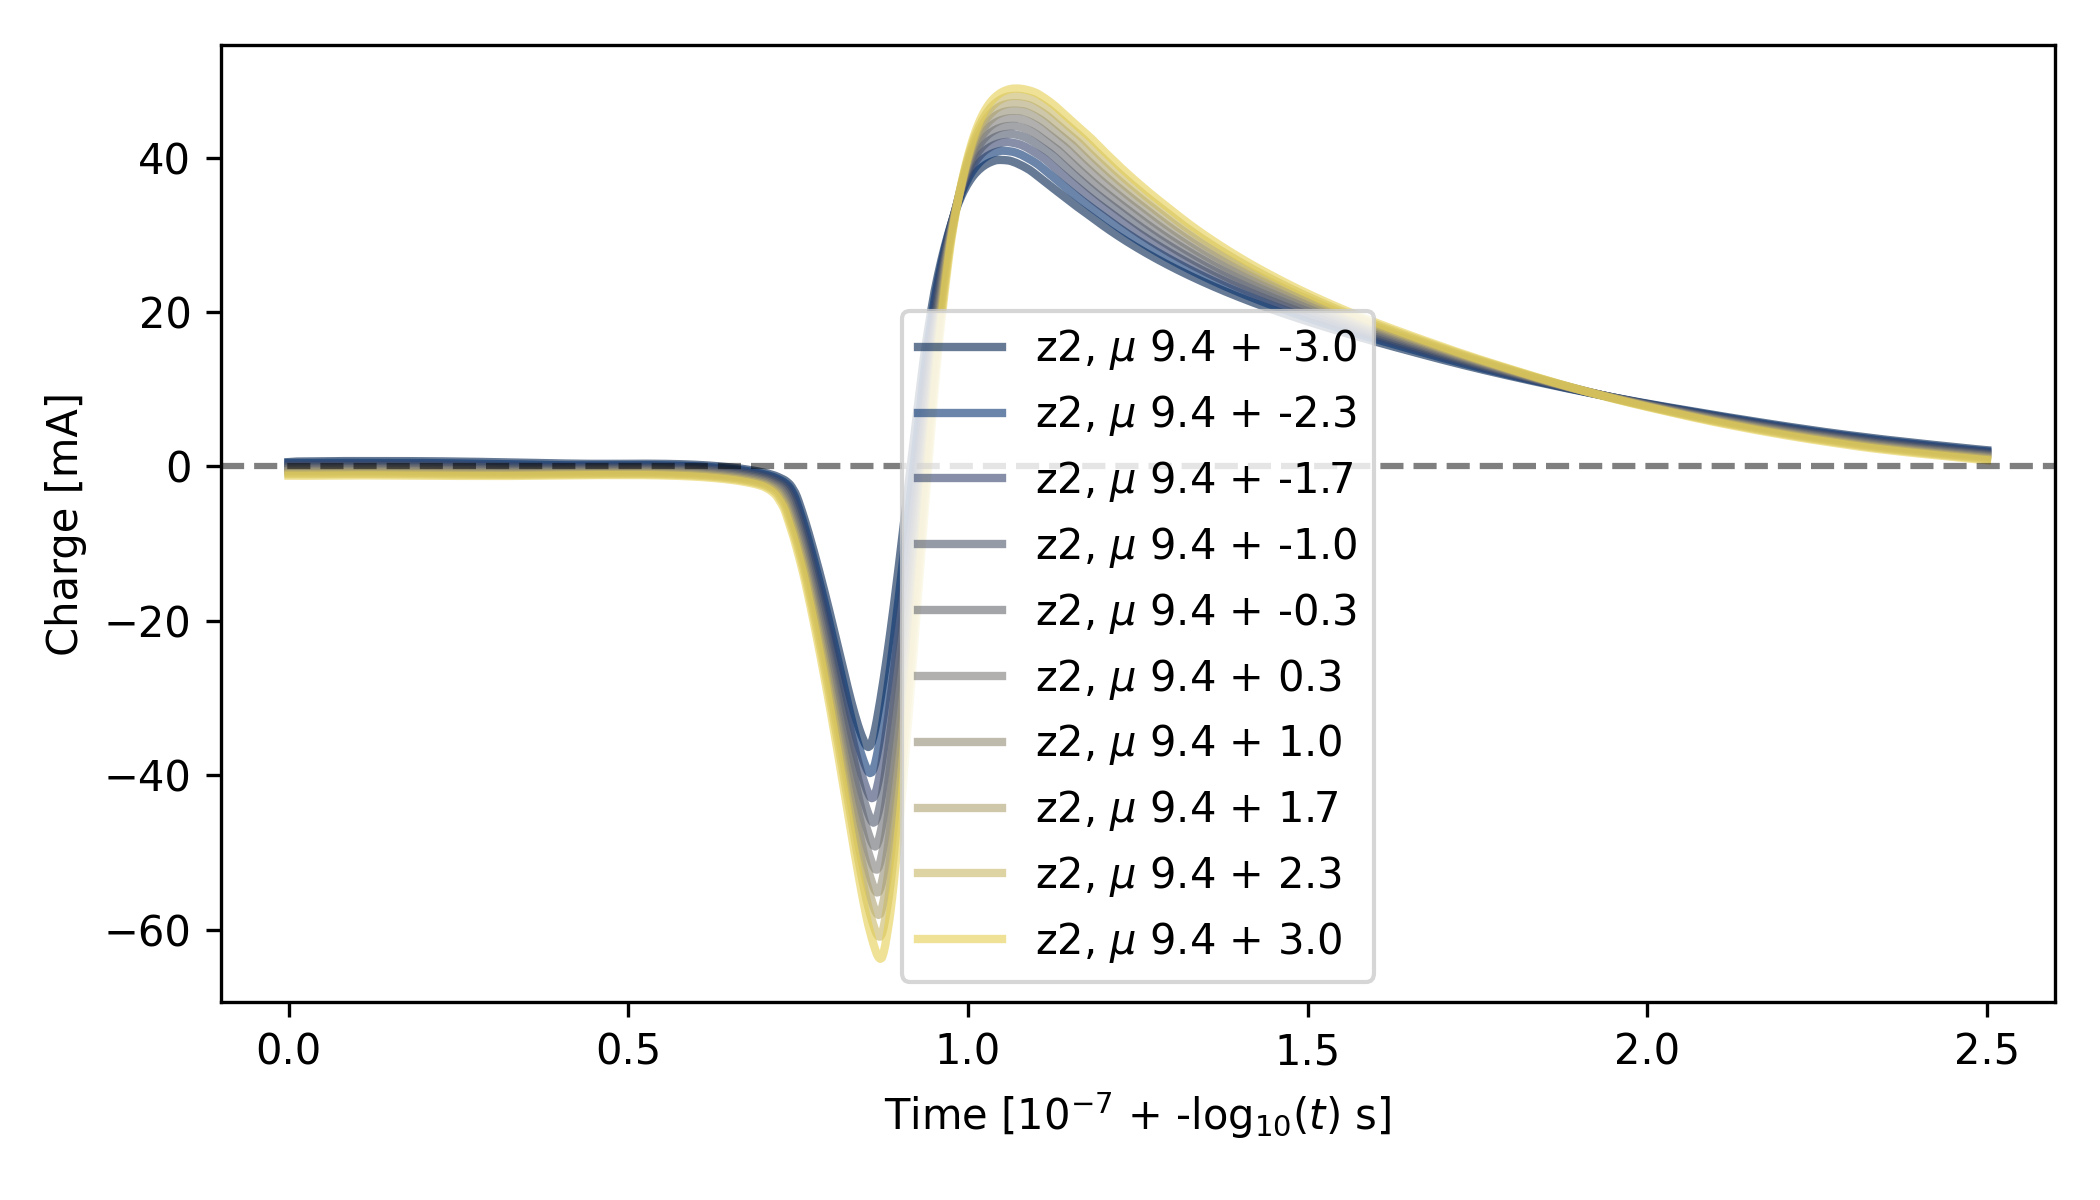 Charge [mA]
40
20
0
−20
−40
−60
z2, μ 9.4 + -3.0
z2, μ 9.4 + -2.3
z2, μ 9.4 + -1.7
z2, μ 9.4 + -1.0
z2, μ 9.4 + -0.3
z2, μ 9.4 + 0.3
z2, μ 9.4 + 1.0
z2, μ 9.4 + 1.7
z2, μ 9.4 + 2.3
z2, μ 9.4 + 3.0
0.0 0.5 1.0 1.5 2.0 2.5
Time [10⁻⁷ + -log₁₀(t) s]